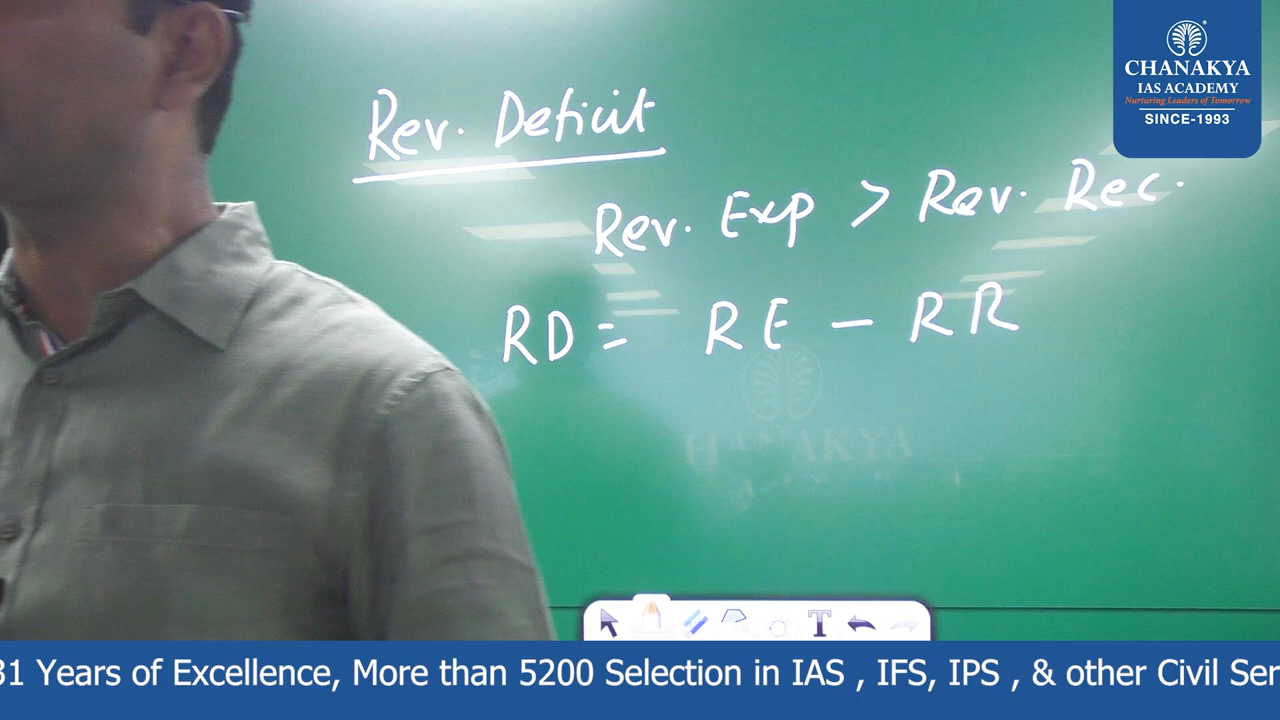 CHANAKYA
IAS ACADEMY
Nurturing Leaders of Tomorrow
SINCE-1993
Rev. Deficit
Rev. Exp > Rev. Rec.
RD = RE - RR
CHANAKYA
T
31 Years of Excellence, More than 5200 Selection in IAS , IFS, IPS , & other Civil Ser